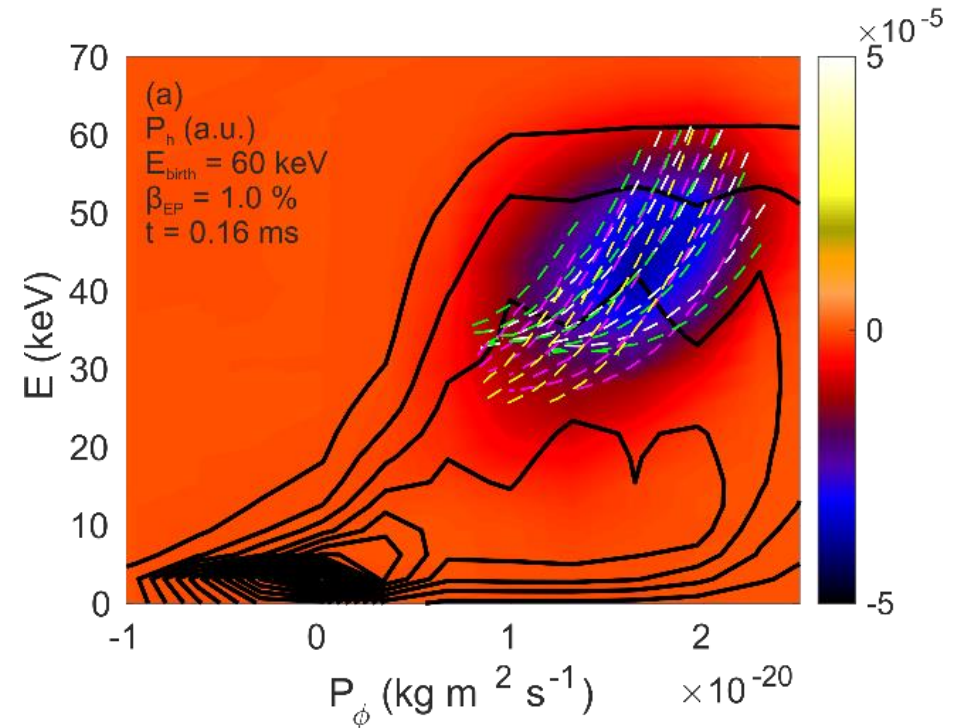 ×10⁻⁵
70
60
50
40
30
20
10
0
E (keV)
(a)
Pₕ (a.u.)
E_birth = 60 keV
β_EP = 1.0 %
t = 0.16 ms
5
0
-5
-1 0 1 2
P_ϕ (kg m ² s⁻¹) ×10⁻²⁰